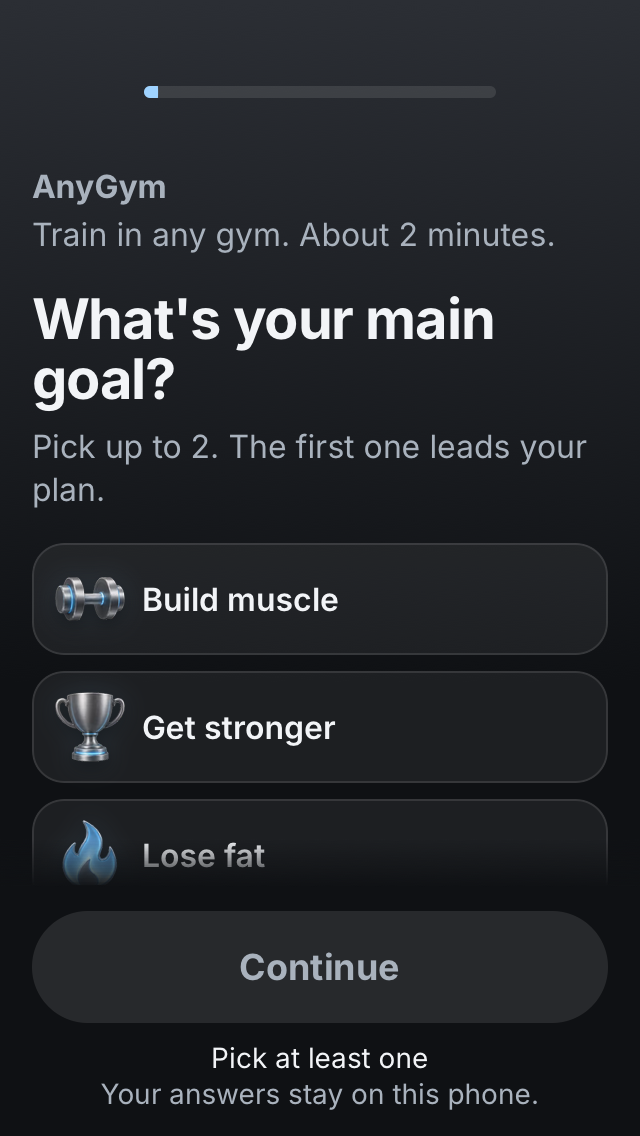 AnyGym
Train in any gym. About 2 minutes.
What's your main
goal?
Pick up to 2. The first one leads your
plan.
Build muscle
Get stronger
Lose fat
Continue
Pick at least one
Your answers stay on this phone.